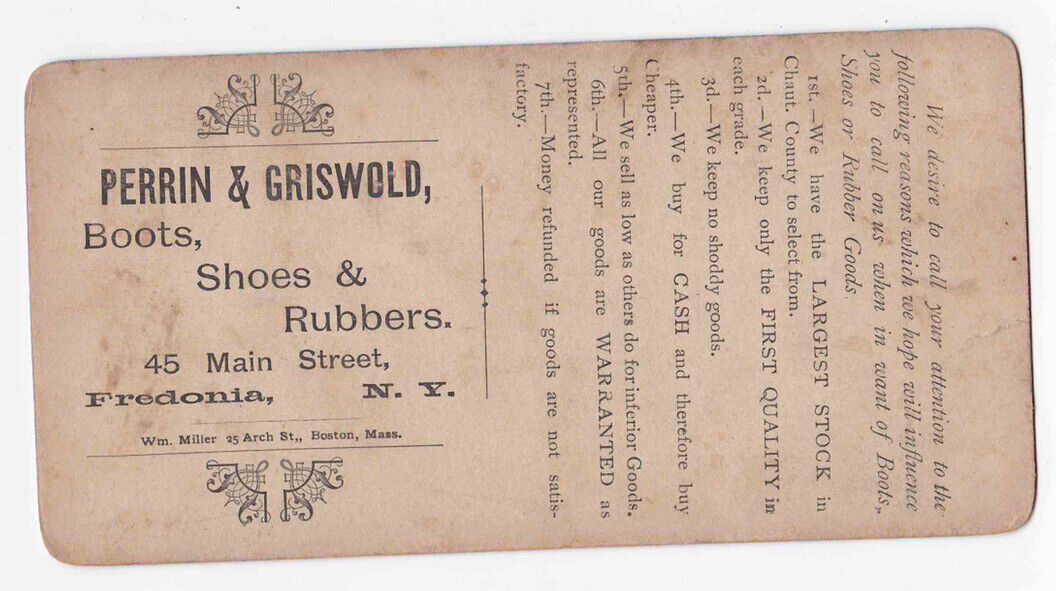 PERRIN & GRISWOLD,
Boots,
Shoes &
Rubbers.
45 Main Street,
Fredonia, N. Y.
Wm. Miller 25 Arch St,, Boston, Mass.
We desire to call your attention to the
following reasons which we hope will influence
you to call on us when in want of Boots,
Shoes or Rubber Goods.
1st.—We have the LARGEST STOCK in
Chaut. County to select from.
2d.—We keep only the FIRST QUALITY in
each grade.
3d.—We keep no shoddy goods.
4th.—We buy for CASH and therefore buy
Cheaper.
5th.—We sell as low as others do for inferior Goods.
6th.—All our goods are WARRANTED as
represented.
7th.—Money refunded if goods are not satis-
factory.